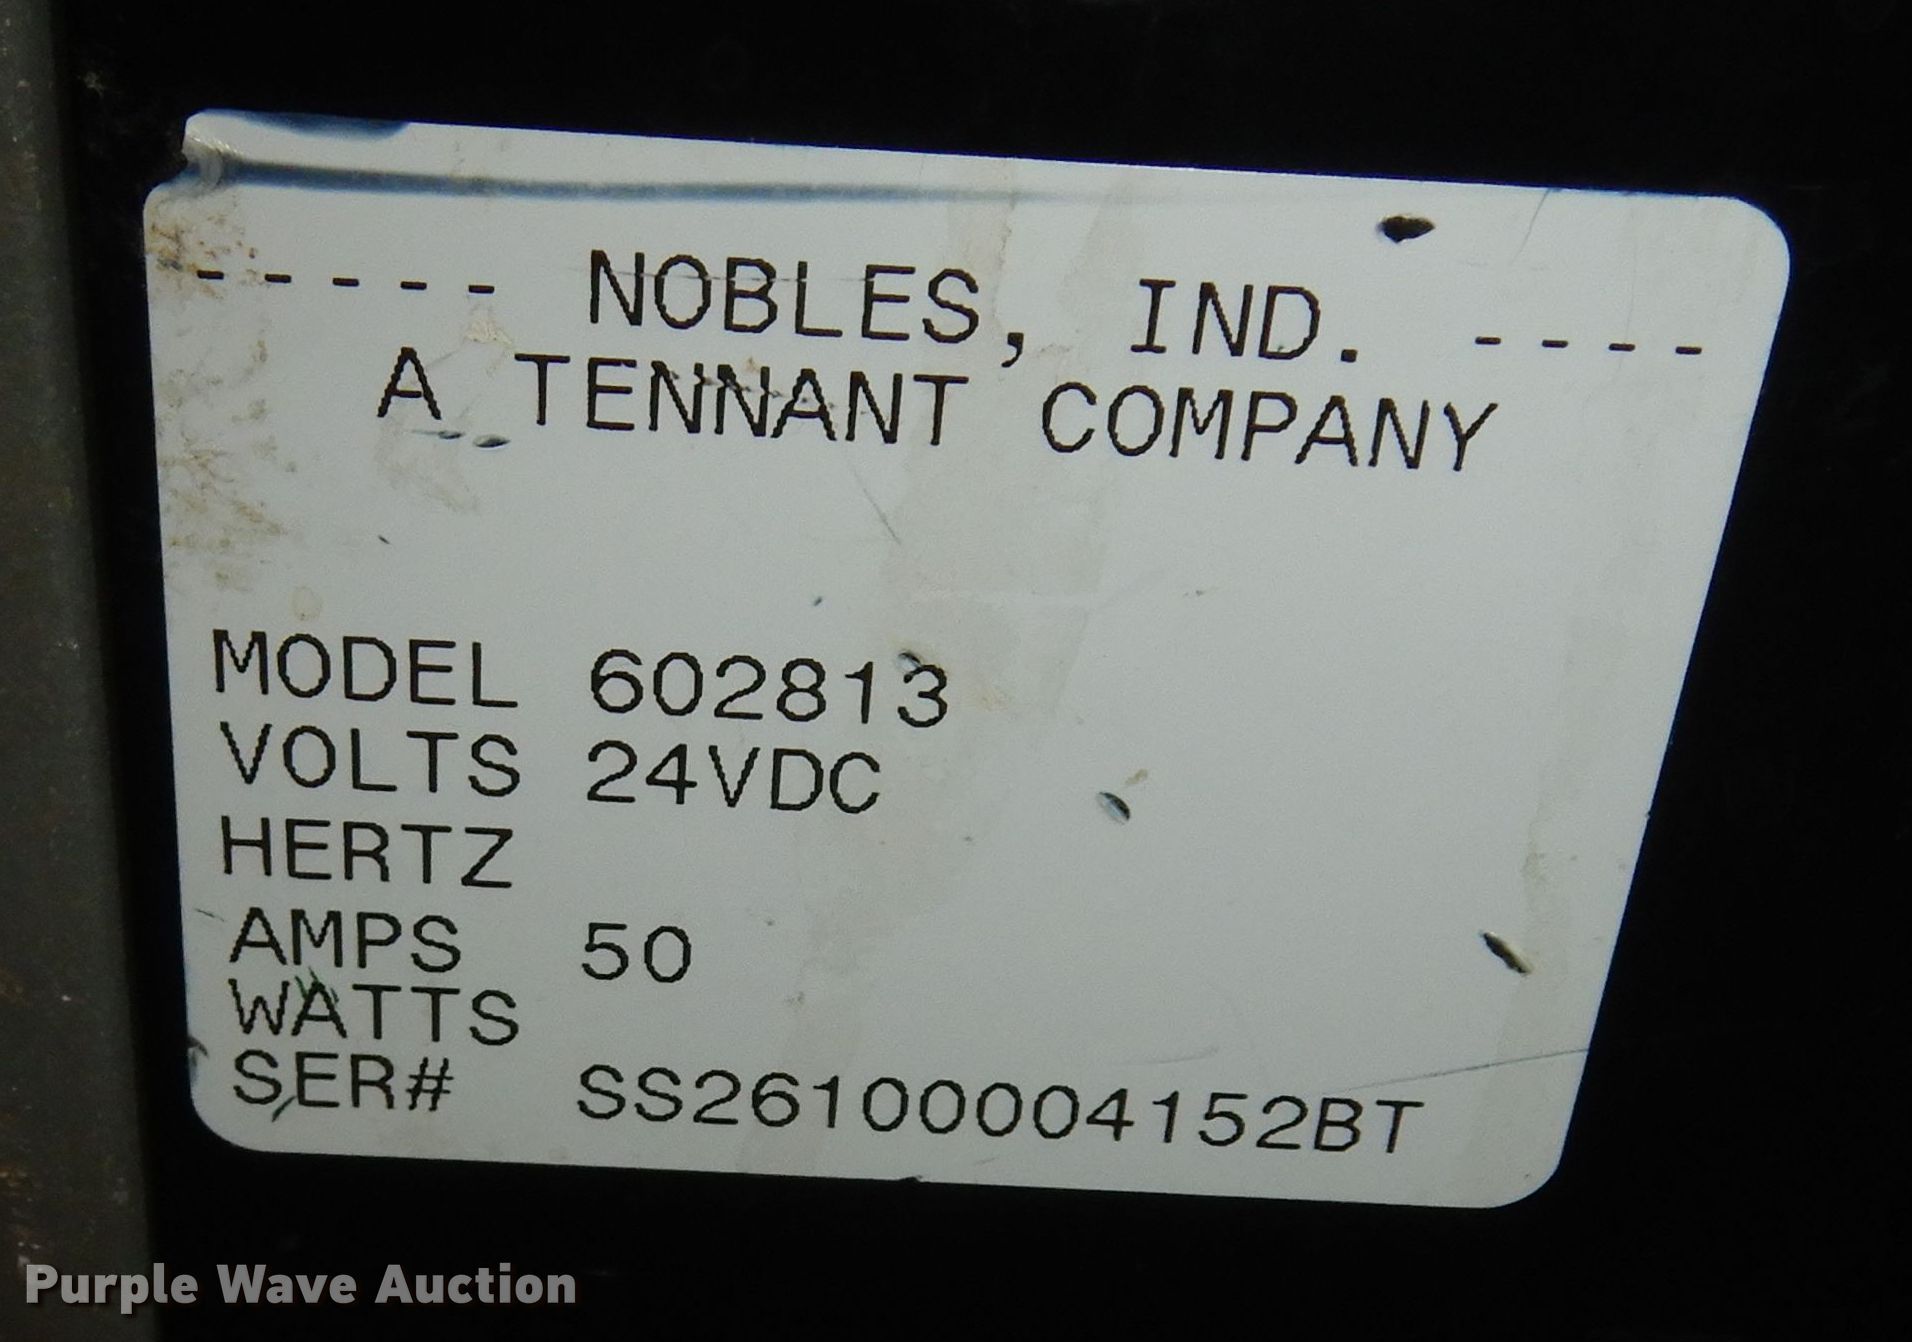 ----- NOBLES, IND. ----
A TENNANT COMPANY
MODEL 602813
VOLTS 24VDC
HERTZ
AMPS 50
WATTS
SER# SS26100004152BT
Purple Wave Auction